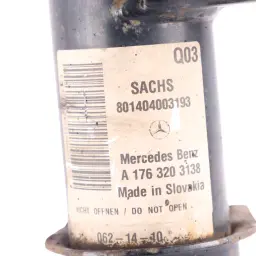 Q03
SACHS
801404003193
Mercedes Benz
A 176 320 3138
Made in Slovakia
NICHT ÖFFNEN / DO NOT OPEN
062-14-10